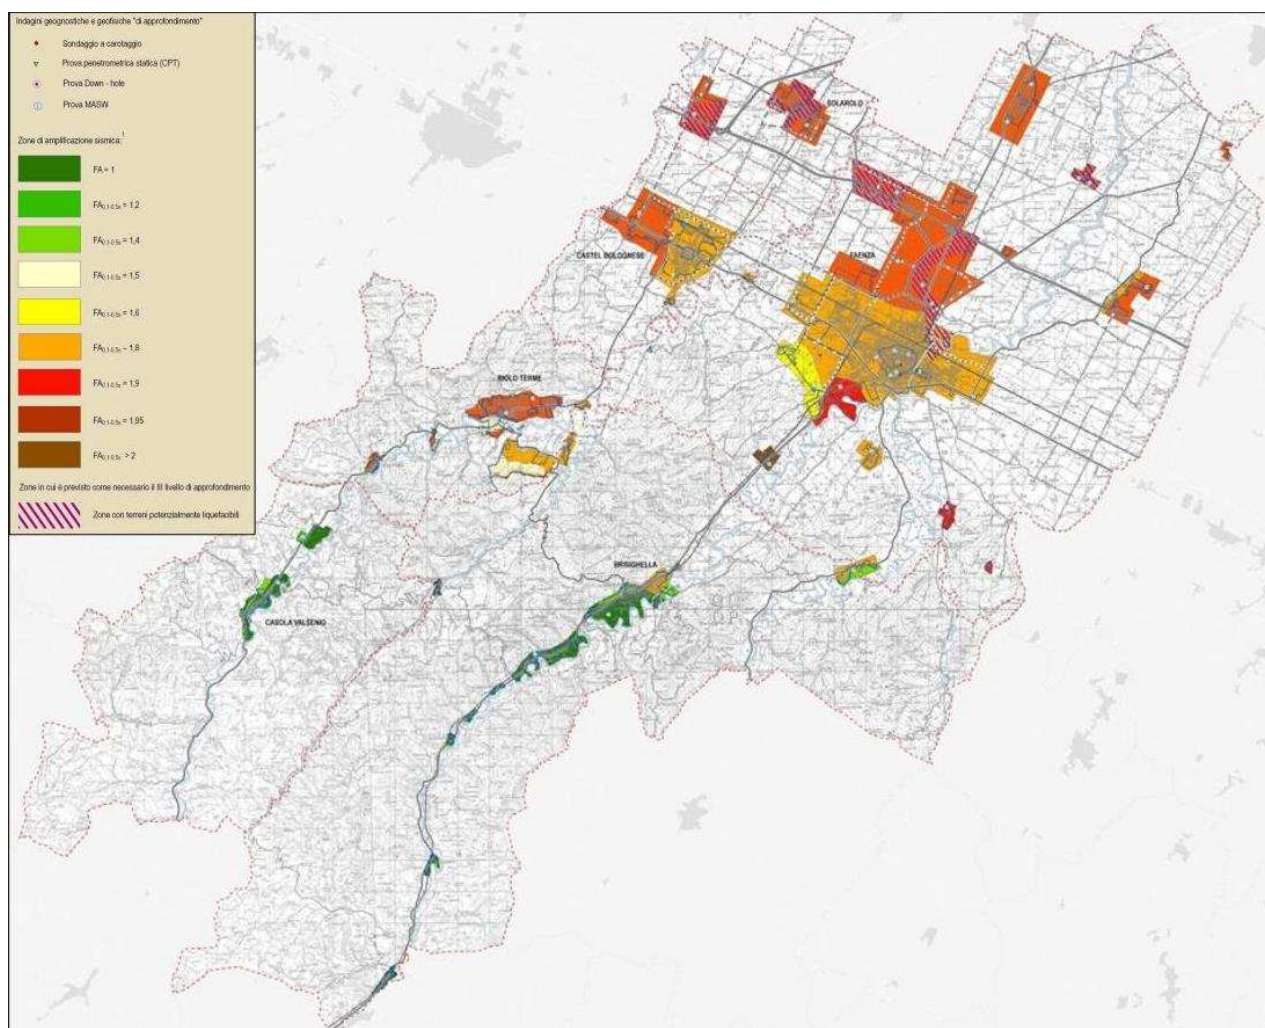 Indagini geognostiche e geofisiche "di approfondimento"
Sondaggio a carotaggio
Prova penetrometrica statica (CPT)
Prova Down - hole
Prova MASW
Zone di amplificazione sismica:1
FA = 1
FA0,1-0,5s = 1,2
FA0,1-0,5s = 1,4
FA0,1-0,5s = 1,5
FA0,1-0,5s = 1,6
FA0,1-0,5s = 1,8
FA0,1-0,5s = 1,9
FA0,1-0,5s = 1,95
FA0,1-0,5s > 2
Zone in cui è previsto come necessario il III livello di approfondimento
Zone con terreni potenzialmente liquefacibili
SOLAROLO
CASTEL BOLOGNESE
FAENZA
RIOLO TERME
BRISIGHELLA
CASOLA VALSENIO